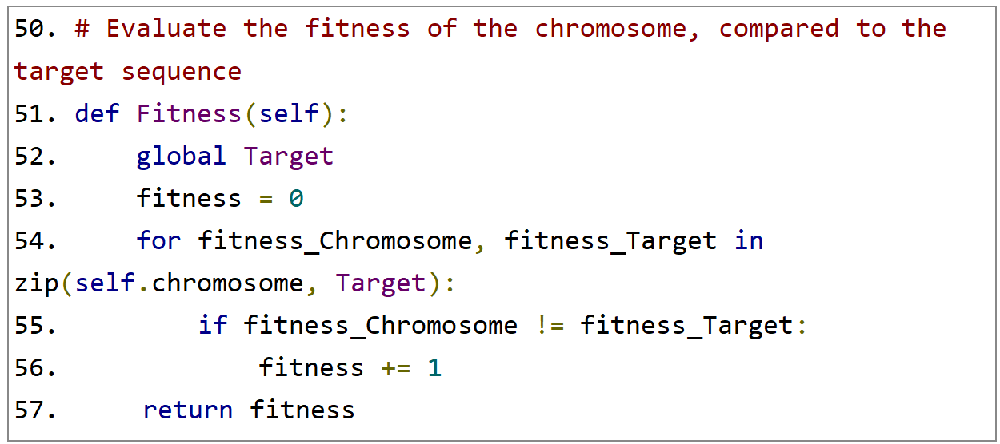 50. # Evaluate the fitness of the chromosome, compared to the
target sequence
51. def Fitness(self):
52.     global Target
53.     fitness = 0
54.     for fitness_Chromosome, fitness_Target in
zip(self.chromosome, Target):
55.         if fitness_Chromosome != fitness_Target:
56.             fitness += 1
57.     return fitness